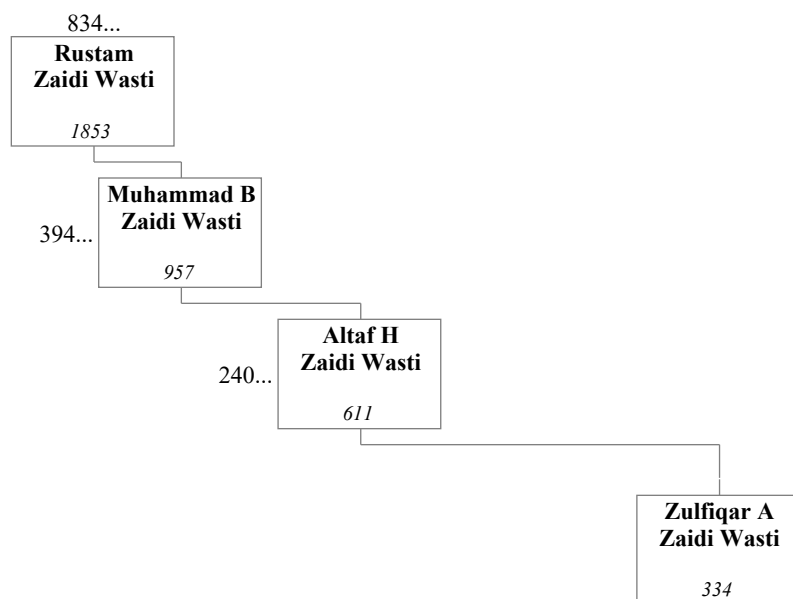 834...
Rustam
Zaidi Wasti
1853
Muhammad B
Zaidi Wasti
394...
957
Altaf H
Zaidi Wasti
240...
611
Zulfiqar A
Zaidi Wasti
334